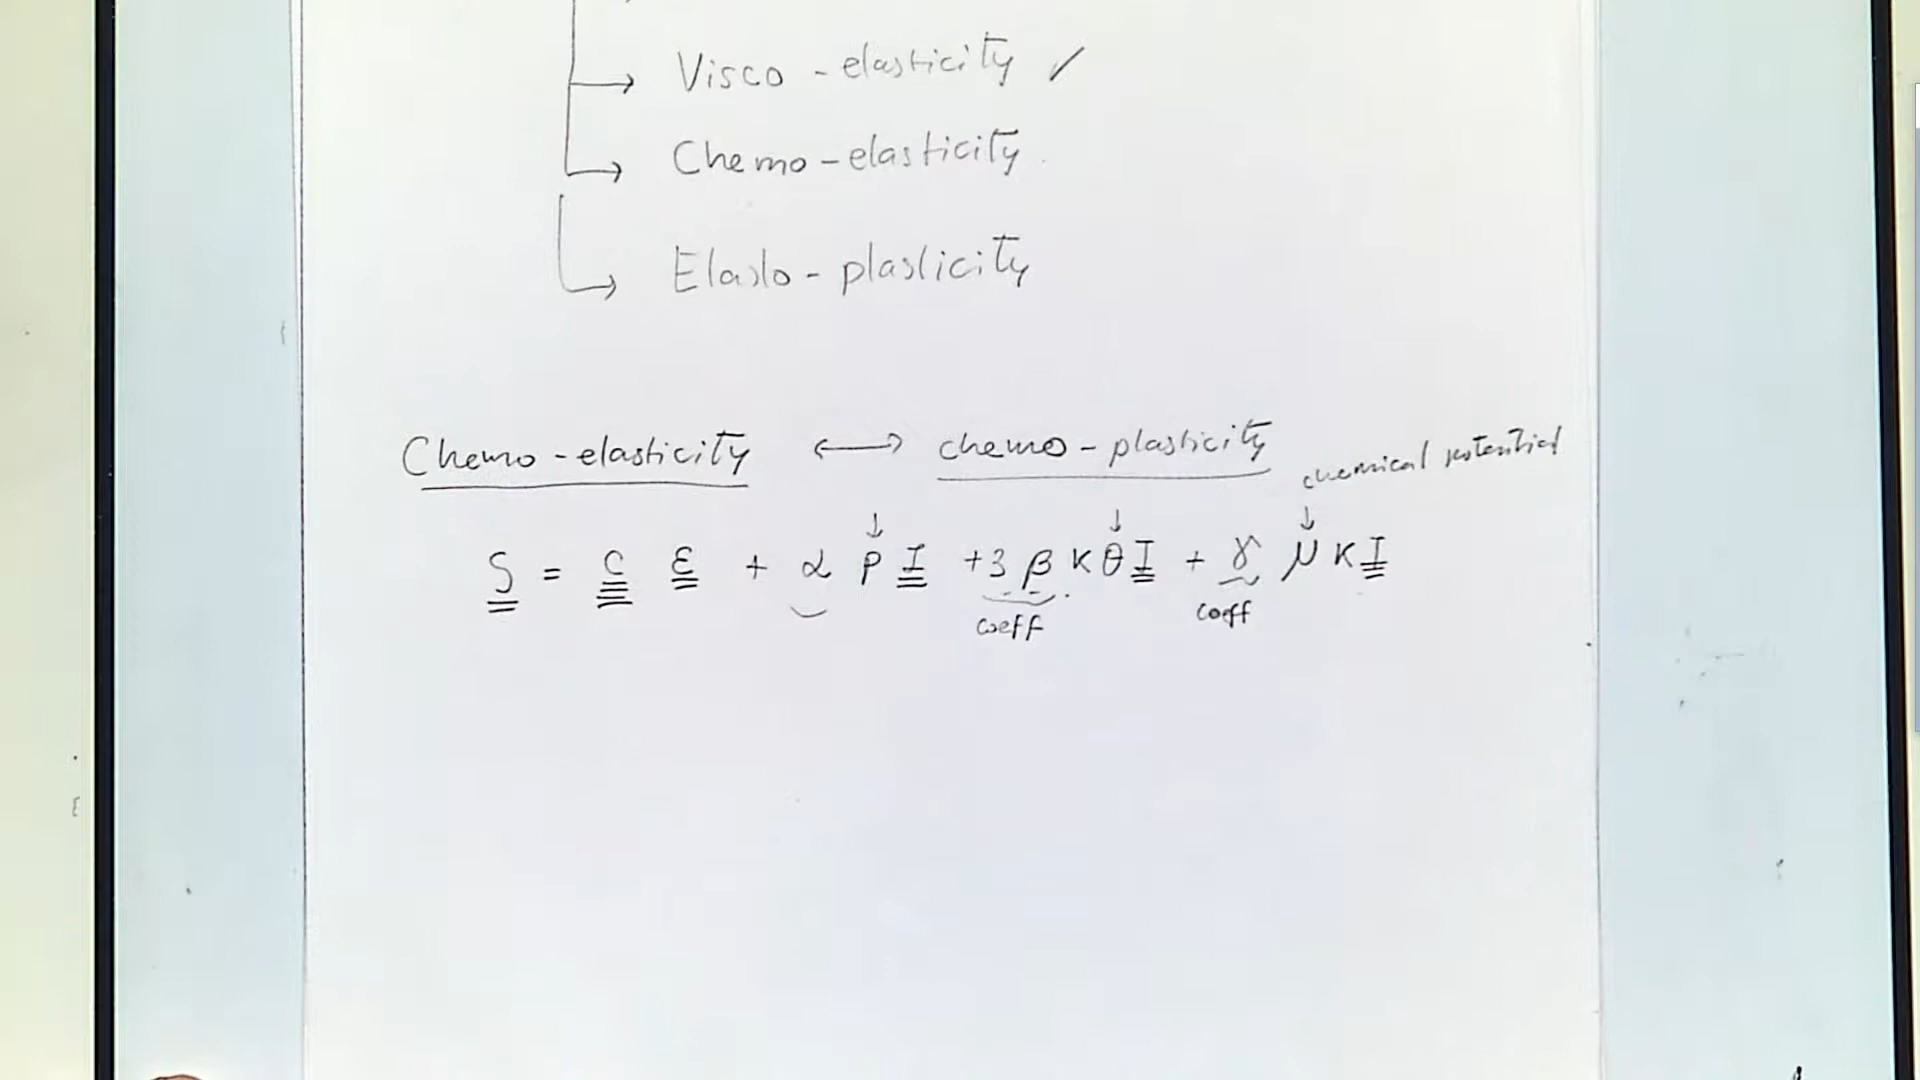 → Visco - elasticity ✓
→ Chemo - elasticity
→ Elasto - plasticity
Chemo - elasticity ⟷ chemo - plasticity
chemical potential
↓ ↓ ↓
S = C ε + α p I + 3 β K θ I + γ μ K I
coeff coeff